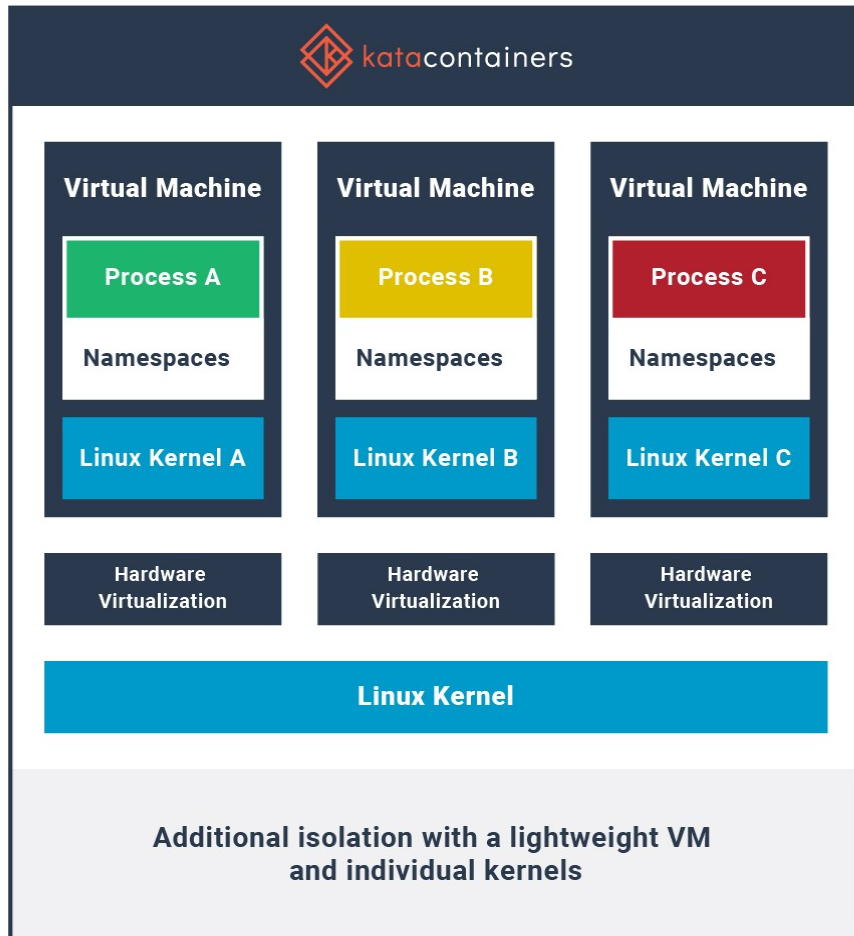 katacontainers
Virtual Machine
Process A
Namespaces
Linux Kernel A
Virtual Machine
Process B
Namespaces
Linux Kernel B
Virtual Machine
Process C
Namespaces
Linux Kernel C
Hardware
Virtualization
Hardware
Virtualization
Hardware
Virtualization
Linux Kernel
Additional isolation with a lightweight VM
and individual kernels